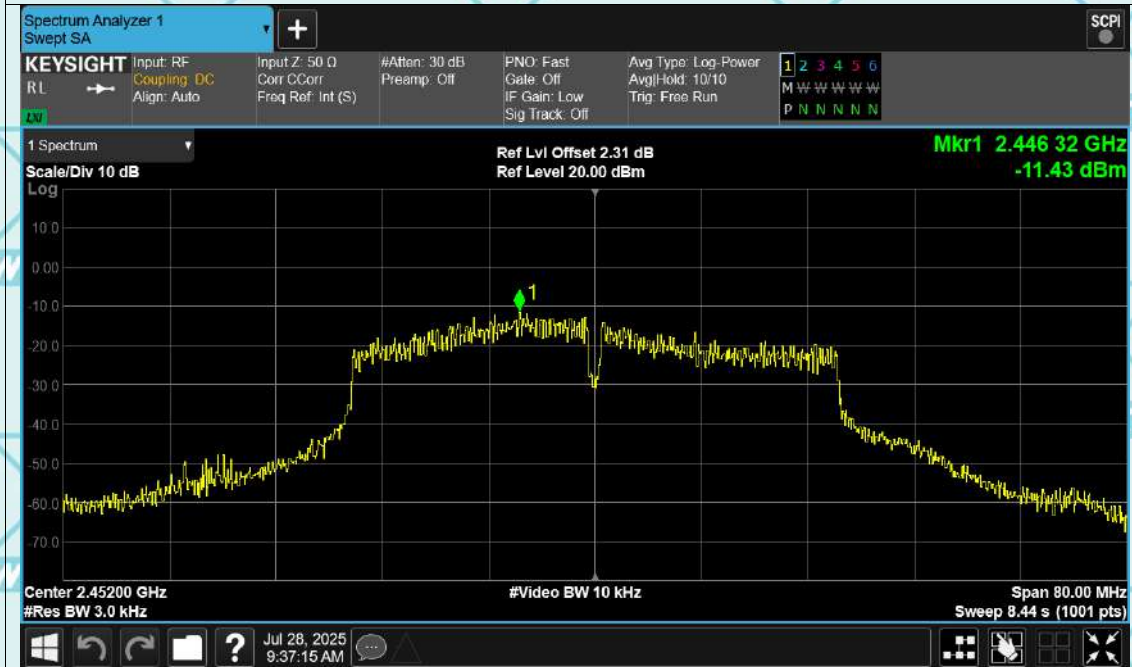 Spectrum Analyzer 1
Swept SA
+
SCPI
KEYSIGHT
RL
LXI
Input: RF
Coupling: DC
Align: Auto
Input Z: 50 Ω
Corr CCorr
Freq Ref: Int (S)
#Atten: 30 dB
Preamp: Off
PNO: Fast
Gate: Off
IF Gain: Low
Sig Track: Off
Avg Type: Log-Power
Avg|Hold: 10/10
Trig: Free Run
1 2 3 4 5 6
M W W W W W
P N N N N N
1 Spectrum
Scale/Div 10 dB
Log
Ref Lvl Offset 2.31 dB
Ref Level 20.00 dBm
Mkr1 2.446 32 GHz
-11.43 dBm
10.0
0.00
-10.0
-20.0
-30.0
-40.0
-50.0
-60.0
-70.0
1
Center 2.45200 GHz
#Res BW 3.0 kHz
#Video BW 10 kHz
Span 80.00 MHz
Sweep 8.44 s (1001 pts)
?
Jul 28, 2025
9:37:15 AM